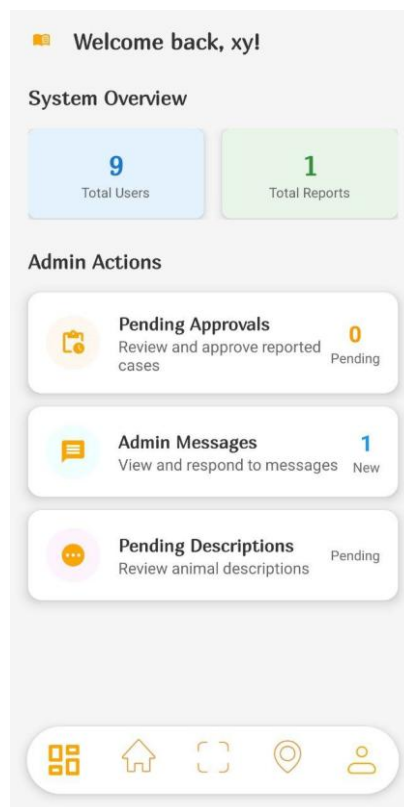 Welcome back, xy!
System Overview
9
Total Users
1
Total Reports
Admin Actions
Pending Approvals
Review and approve reported
cases
0
Pending
Admin Messages
View and respond to messages
1
New
Pending Descriptions
Review animal descriptions
Pending